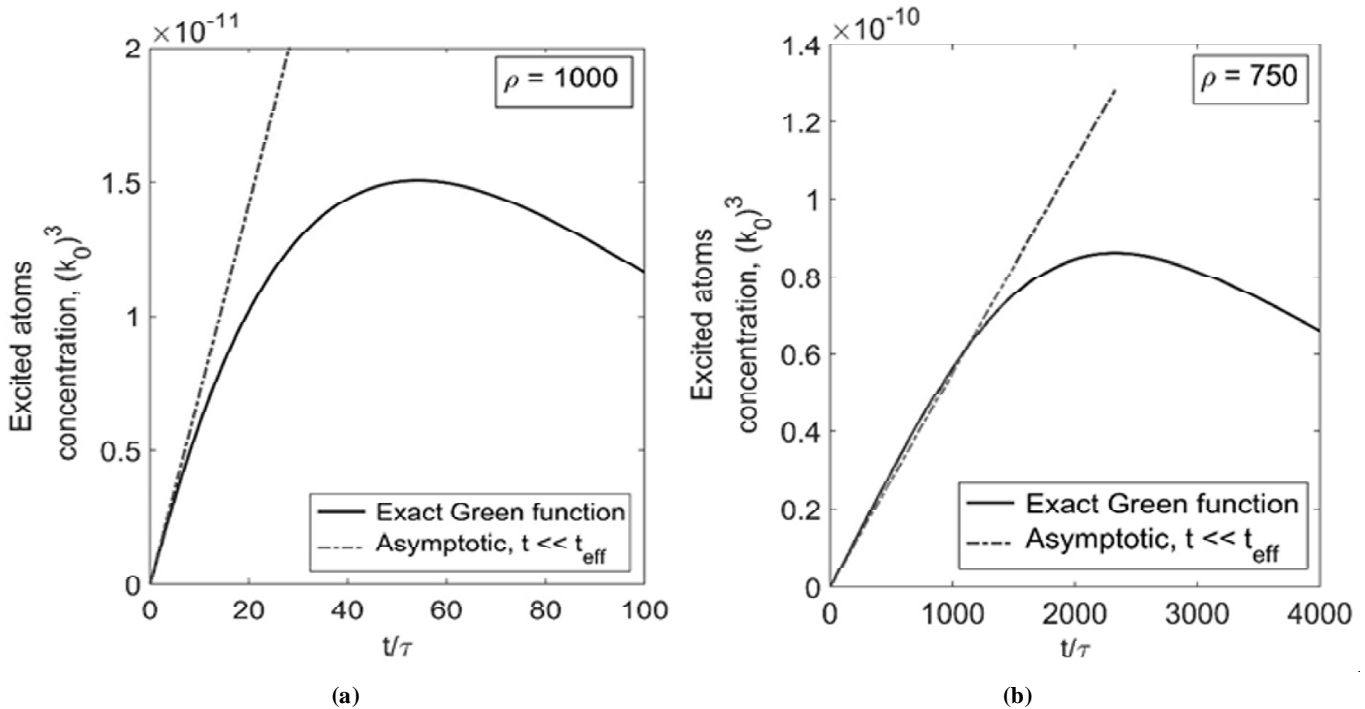 ×10⁻¹¹
2
1.5
1
0.5
0
0 20 40 60 80 100
t/τ
Excited atoms
concentration, (k₀)³
ρ = 1000
Exact Green function
Asymptotic, t << t_eff
(a)
×10⁻¹⁰
1.4
1.2
1
0.8
0.6
0.4
0.2
0
0 1000 2000 3000 4000
t/τ
Excited atoms
concentration, (k₀)³
ρ = 750
Exact Green function
Asymptotic, t << t_eff
(b)